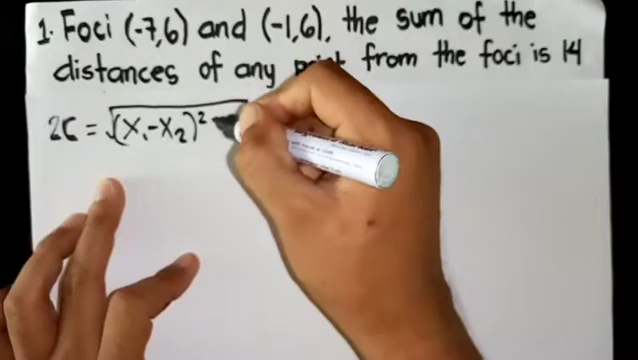 1. Foci (-7,6) and (-1,6), the sum of the
distances of any from the foci is 14
2C = √(X₁-X₂)²